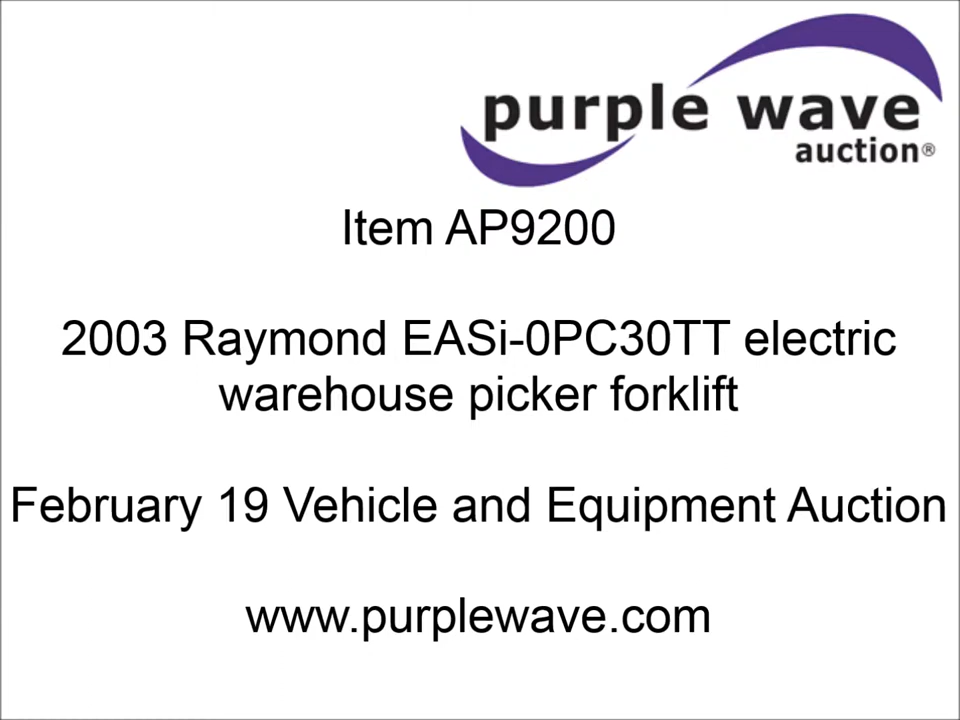 purple wave
auction®
Item AP9200
2003 Raymond EASi-0PC30TT electric
warehouse picker forklift
February 19 Vehicle and Equipment Auction
www.purplewave.com